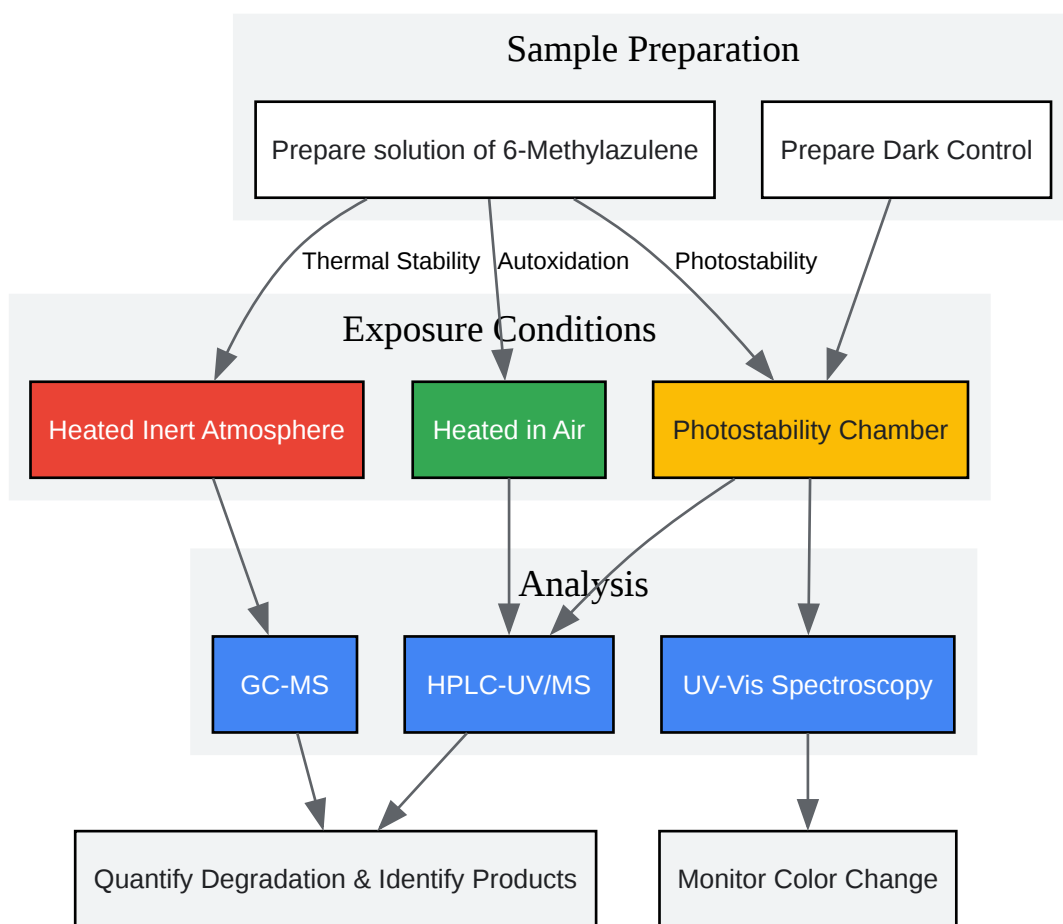 Sample Preparation
Prepare solution of 6-Methylazulene
Prepare Dark Control
Thermal Stability
Autoxidation
Photostability
Exposure Conditions
Heated Inert Atmosphere
Heated in Air
Photostability Chamber
Analysis
GC-MS
HPLC-UV/MS
UV-Vis Spectroscopy
Quantify Degradation & Identify Products
Monitor Color Change